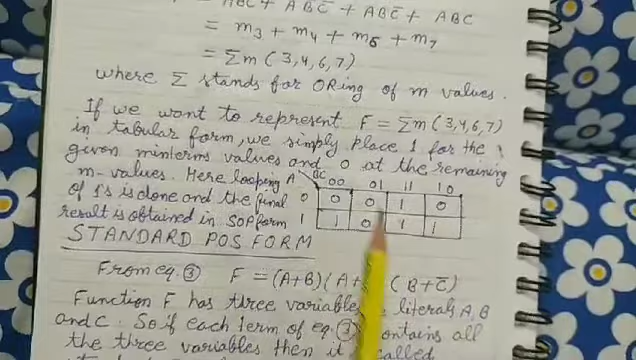 ABC + ABC̅ + ABC
= m3 + m4 + m6 + m7
= Σm ( 3,4,6,7)
where Σ stands for ORing of m values.
If we want to represent F = Σm (3,4,6,7)
in tabular form, we simply place 1 for the
given minterms values and 0 at the remaining
m-values. Here looping A BC 00 01 11 10
of 1s is done and the final 0 0 0 1 0
result is obtained in SOP form 1 1 0 1 1
STANDARD POS FORM
From eq. ③ F = (A+B)(A+ (B+C̅)
Function F has three variable literals A, B
and C. So if each term of eq. ③ contains all
the three variables then it called